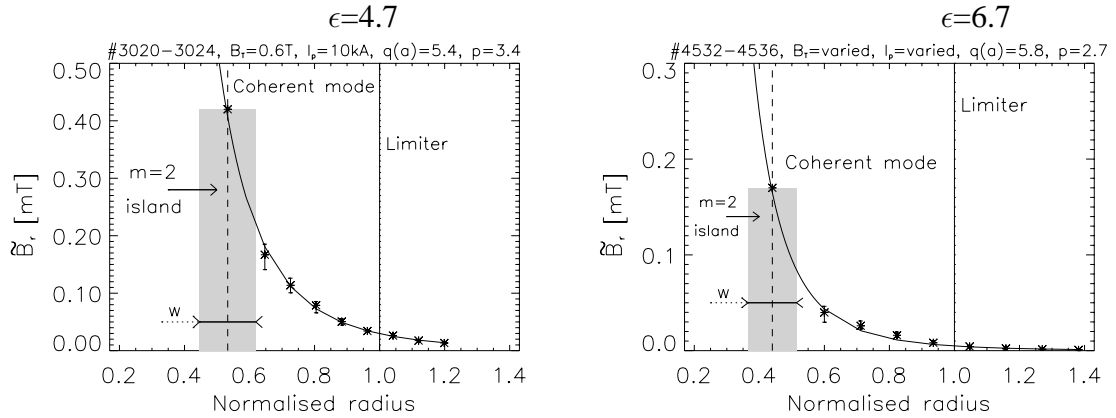 ϵ=4.7
#3020−3024, B_T=0.6T, I_p=10kA, q(a)=5.4, p=3.4
0.50
0.40
0.30
0.20
0.10
0.00
B̃_r [mT]
Coherent mode
Limiter
m=2
island
W
0.2 0.4 0.6 0.8 1.0 1.2 1.4
Normalised radius
ϵ=6.7
#4532−4536, B_T=varied, I_p=varied, q(a)=5.8, p=2.7
0.3
0.2
0.1
0.0
B̃_r [mT]
Limiter
Coherent mode
m=2
island
W
0.2 0.4 0.6 0.8 1.0 1.2 1.4
Normalised radius